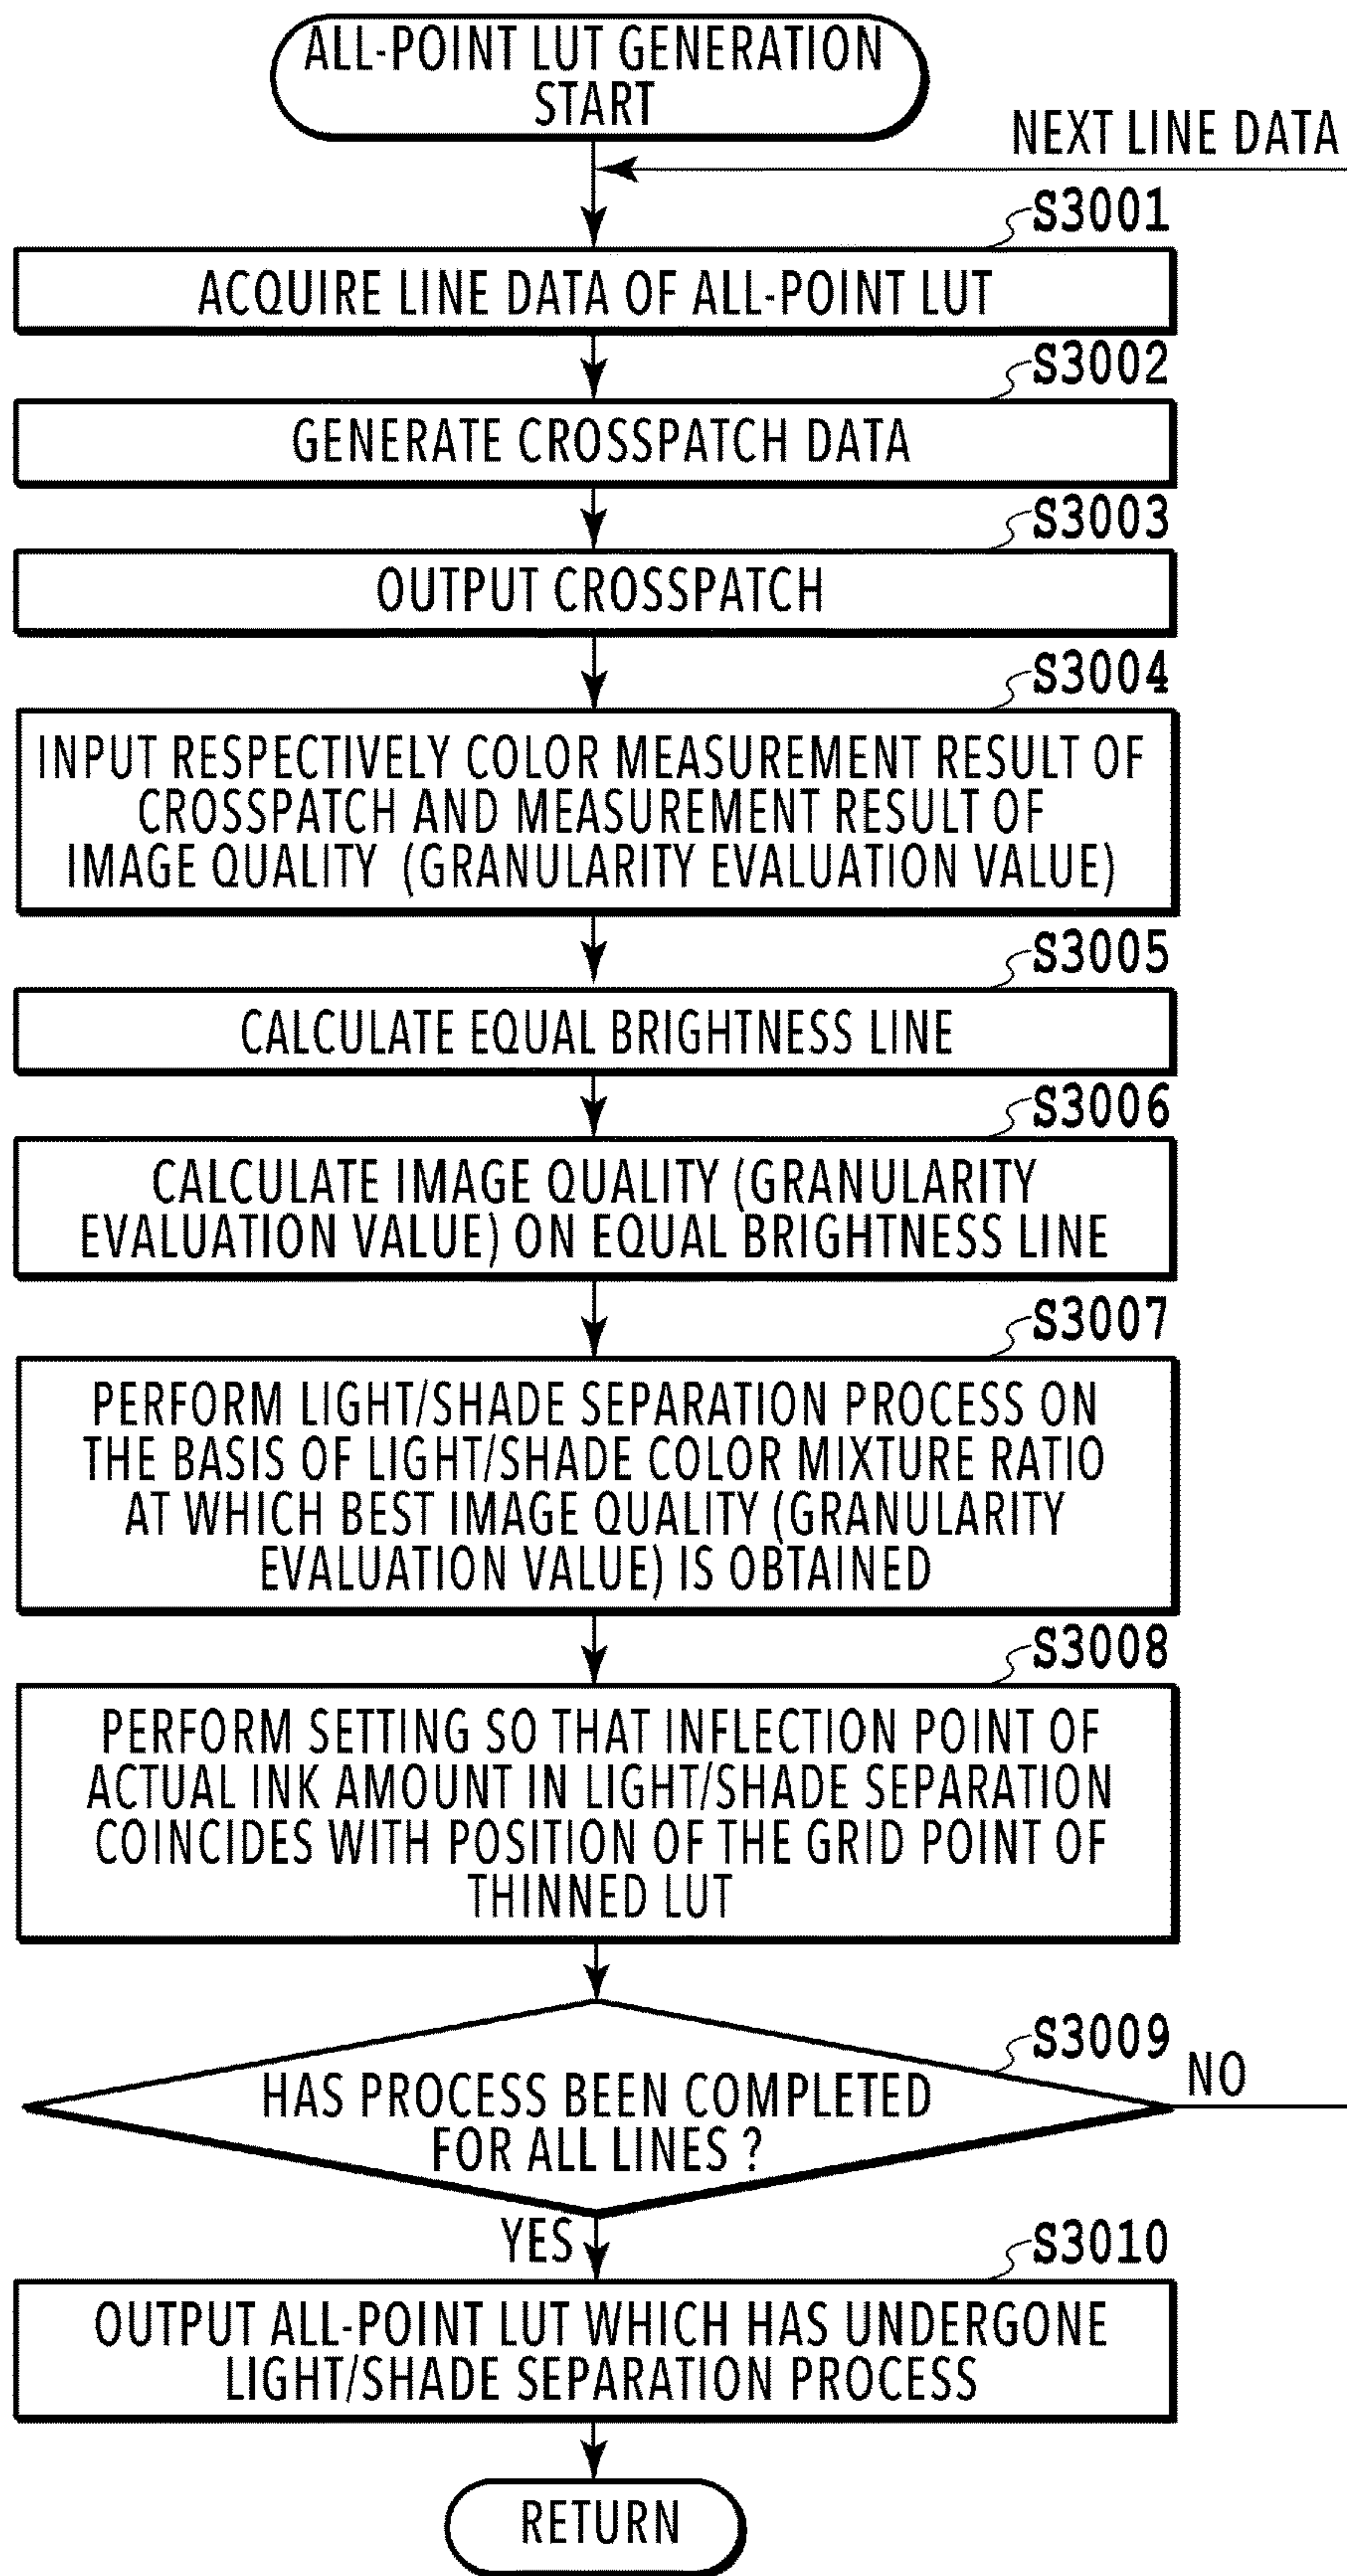 ALL-POINT LUT GENERATION
START
NEXT LINE DATA
S3001
ACQUIRE LINE DATA OF ALL-POINT LUT
S3002
GENERATE CROSSPATCH DATA
S3003
OUTPUT CROSSPATCH
S3004
INPUT RESPECTIVELY COLOR MEASUREMENT RESULT OF
CROSSPATCH AND MEASUREMENT RESULT OF
IMAGE QUALITY (GRANULARITY EVALUATION VALUE)
S3005
CALCULATE EQUAL BRIGHTNESS LINE
S3006
CALCULATE IMAGE QUALITY (GRANULARITY
EVALUATION VALUE) ON EQUAL BRIGHTNESS LINE
S3007
PERFORM LIGHT/SHADE SEPARATION PROCESS ON
THE BASIS OF LIGHT/SHADE COLOR MIXTURE RATIO
AT WHICH BEST IMAGE QUALITY (GRANULARITY
EVALUATION VALUE) IS OBTAINED
S3008
PERFORM SETTING SO THAT INFLECTION POINT OF
ACTUAL INK AMOUNT IN LIGHT/SHADE SEPARATION
COINCIDES WITH POSITION OF THE GRID POINT OF
THINNED LUT
S3009
HAS PROCESS BEEN COMPLETED
FOR ALL LINES ?
NO
YES
S3010
OUTPUT ALL-POINT LUT WHICH HAS UNDERGONE
LIGHT/SHADE SEPARATION PROCESS
RETURN